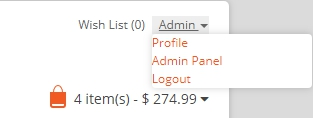 Wish List (0) Admin
Profile
Admin Panel
Logout
4 item(s) - $ 274.99